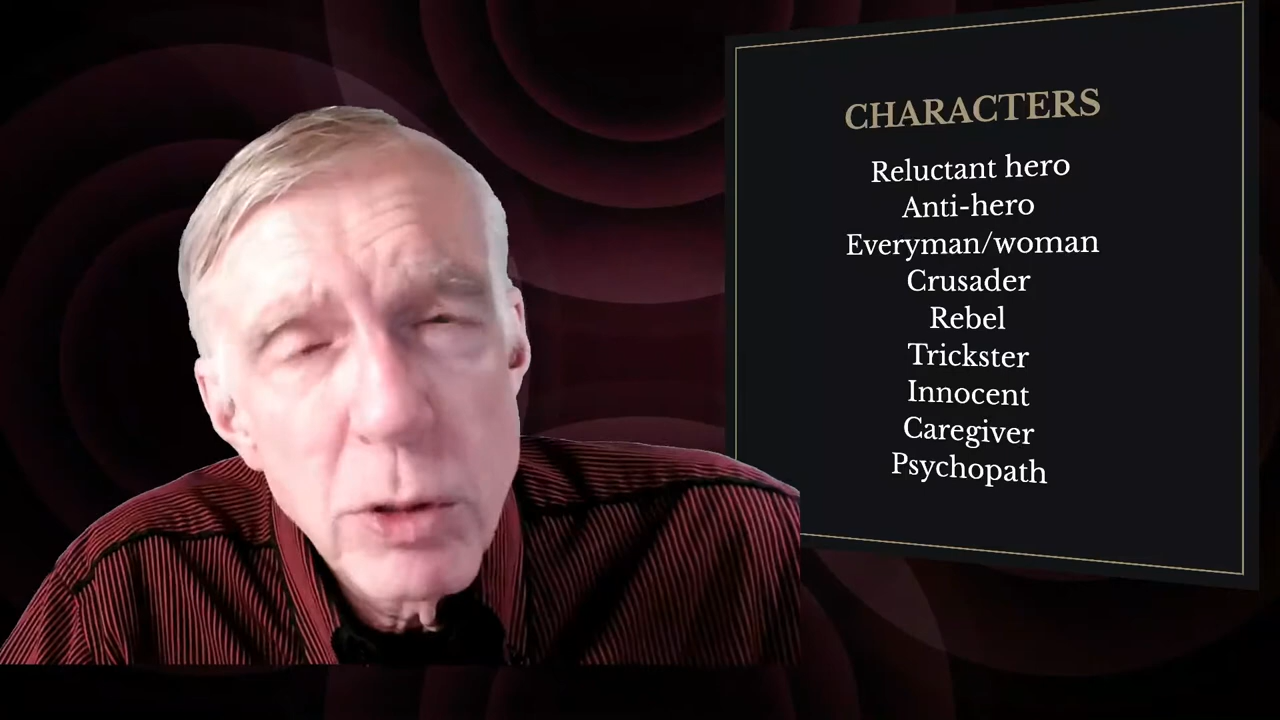 CHARACTERS
Reluctant hero
Anti-hero
Everyman/woman
Crusader
Rebel
Trickster
Innocent
Caregiver
Psychopath